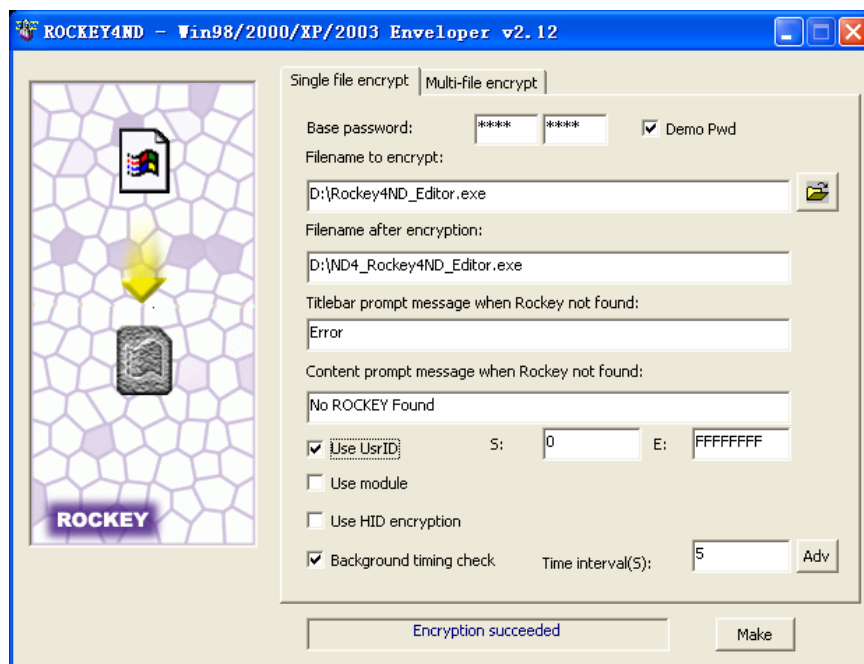 ROCKEY4ND - Win98/2000/XP/2003 Enveloper v2.12
Single file encrypt Multi-file encrypt
Base password: **** **** Demo Pwd
Filename to encrypt:
D:\Rockey4ND_Editor.exe
Filename after encryption:
D:\ND4_Rockey4ND_Editor.exe
Titlebar prompt message when Rockey not found:
Error
Content prompt message when Rockey not found:
No ROCKEY Found
Use UsrID S: 0 E: FFFFFFFF
Use module
Use HID encryption
Background timing check Time interval(S): 5 Adv
ROCKEY
Encryption succeeded Make